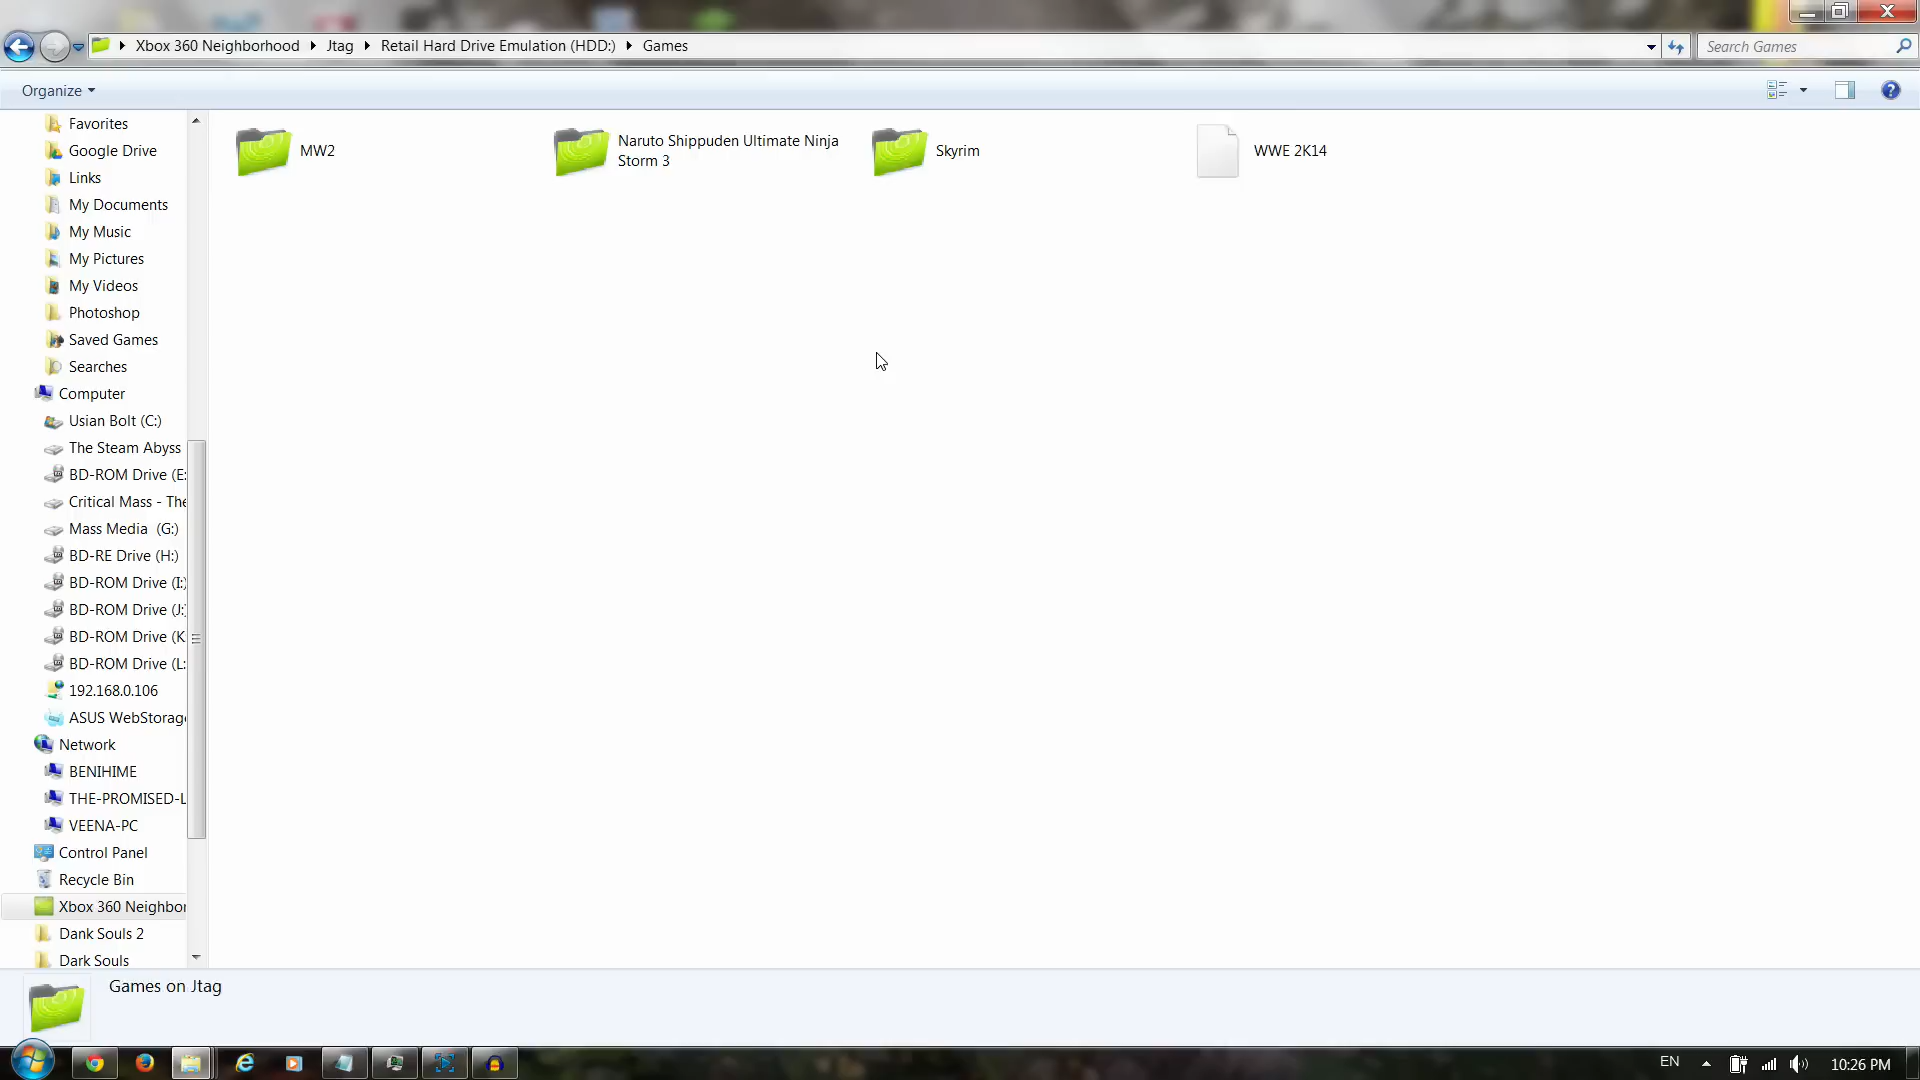 Xbox 360 Neighborhood Jtag Retail Hard Drive Emulation (HDD:) Games
Search Games
Organize
Favorites
Google Drive
Links
My Documents
My Music
My Pictures
My Videos
Photoshop
Saved Games
Searches
Computer
Usian Bolt (C:)
The Steam Abyss
BD-ROM Drive (E:
Critical Mass - The
Mass Media (G:)
BD-RE Drive (H:)
BD-ROM Drive (I:)
BD-ROM Drive (J:)
BD-ROM Drive (K
BD-ROM Drive (L:
192.168.0.106
ASUS WebStorage
Network
BENIHIME
THE-PROMISED-L
VEENA-PC
Control Panel
Recycle Bin
Xbox 360 Neighbor
Dank Souls 2
Dark Souls
MW2
Naruto Shippuden Ultimate Ninja
Storm 3
Skyrim
WWE 2K14
Games on Jtag
EN
10:26 PM